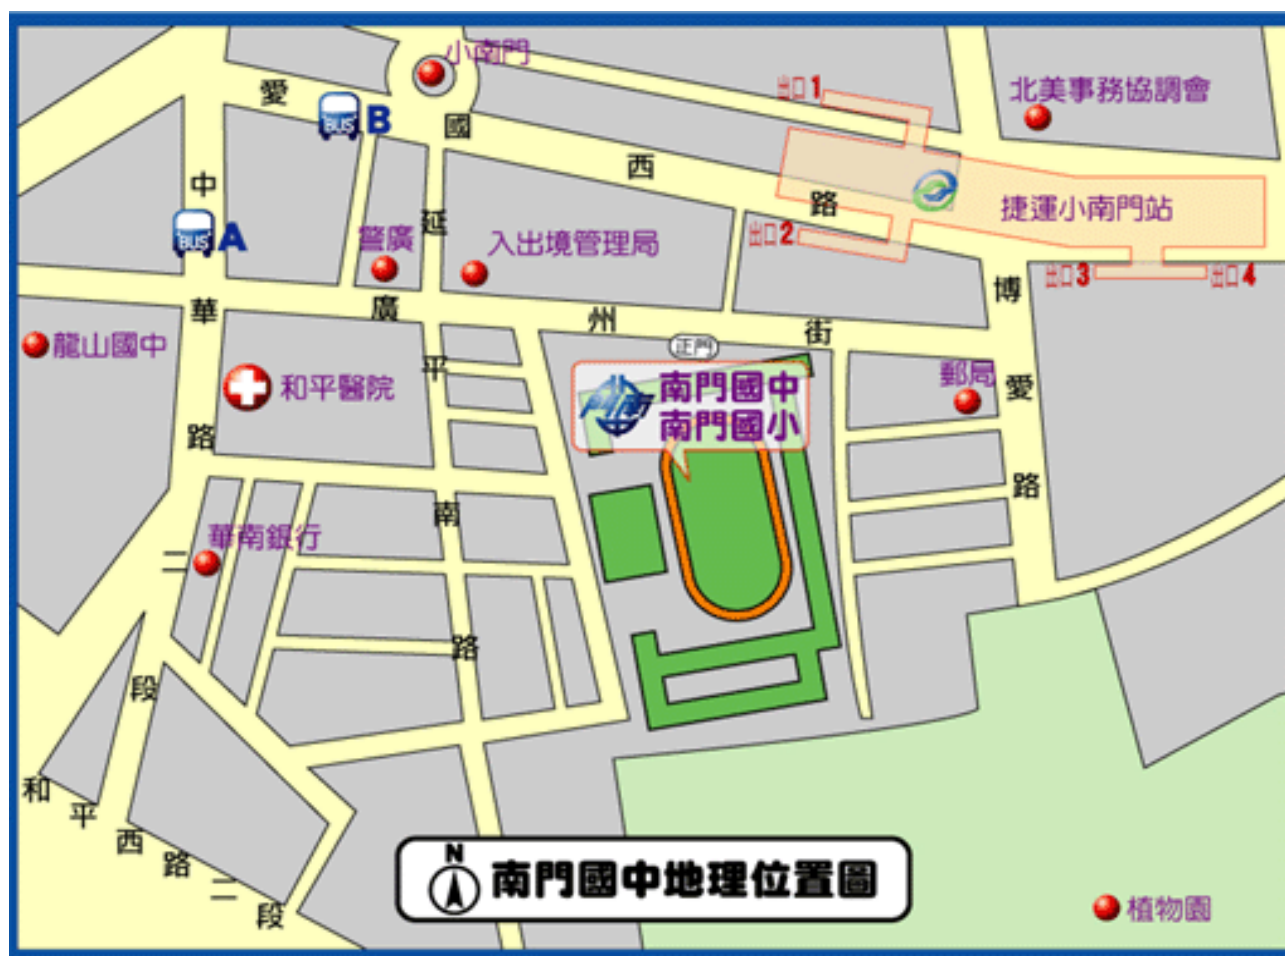 小南門
愛國西路
BUS B
出口1
北美事務協調會
中華路二段
BUS A
警廣
延平南路
入出境管理局
出口2
捷運小南門站
出口3
出口4
廣州街
博愛路
正門
龍山國中
和平醫院
南門國中
南門國小
郵局
華南銀行
和平西路二段
N
南門國中地理位置圖
植物園